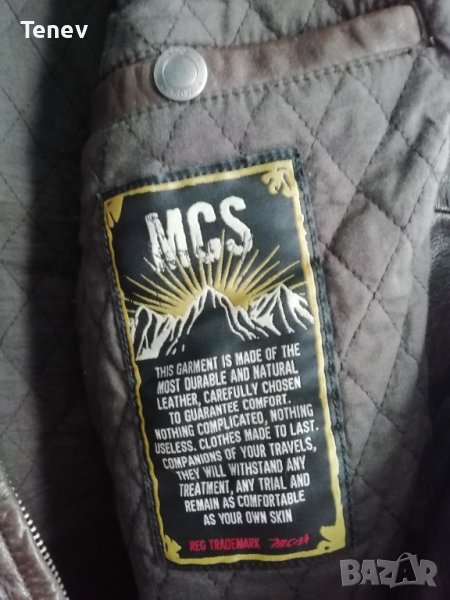 Tenev
MCS
THIS GARMENT IS MADE OF THE
MOST DURABLE AND NATURAL
LEATHER, CAREFULLY CHOSEN
TO GUARANTEE COMFORT.
NOTHING COMPLICATED, NOTHING
USELESS. CLOTHES MADE TO LAST.
COMPANIONS OF YOUR TRAVELS,
THEY WILL WITHSTAND ANY
TREATMENT, ANY TRIAL AND
REMAIN AS COMFORTABLE
AS YOUR OWN SKIN
REG TRADEMARK MCS
BAZAR